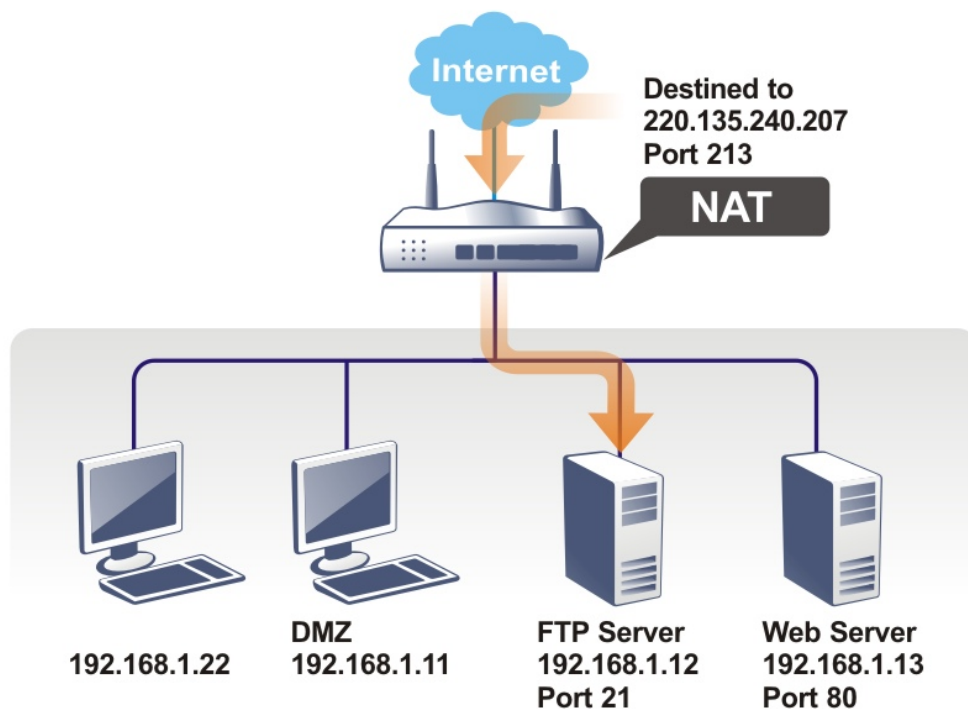 Internet
Destined to
220.135.240.207
Port 213
NAT
192.168.1.22
DMZ
192.168.1.11
FTP Server
192.168.1.12
Port 21
Web Server
192.168.1.13
Port 80